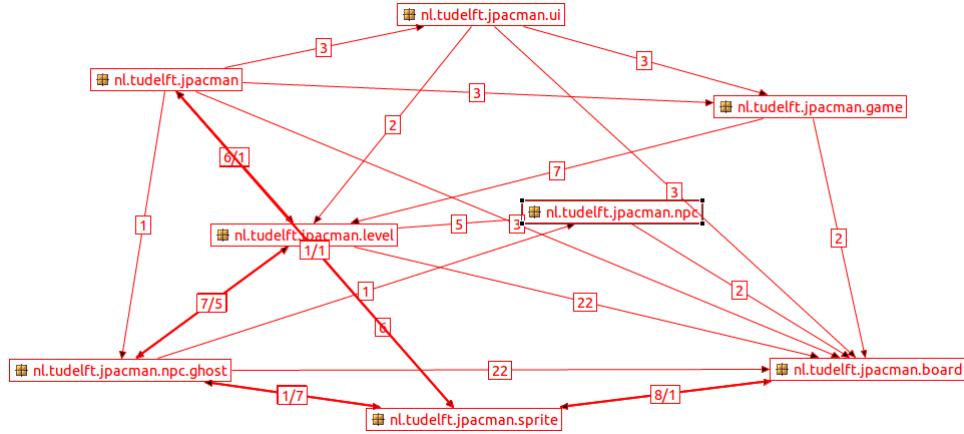 nl.tudelft.jpacman.ui
3
3
nl.tudelft.jpacman
3
nl.tudelft.jpacman.game
2
6/1
7
3
nl.tudelft.jpacman.npc
1
5
3
nl.tudelft.jpacman.level
2
1/1
1
2
7/5
22
6
nl.tudelft.jpacman.npc.ghost
22
nl.tudelft.jpacman.board
1/7
8/1
nl.tudelft.jpacman.sprite